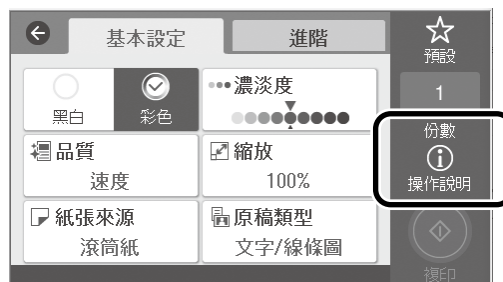 基本設定
進階
預設
黑白
彩色
濃淡度
1
份數
品質
速度
縮放
100%
操作說明
紙張來源
滾筒紙
原稿類型
文字/線條圖
複印